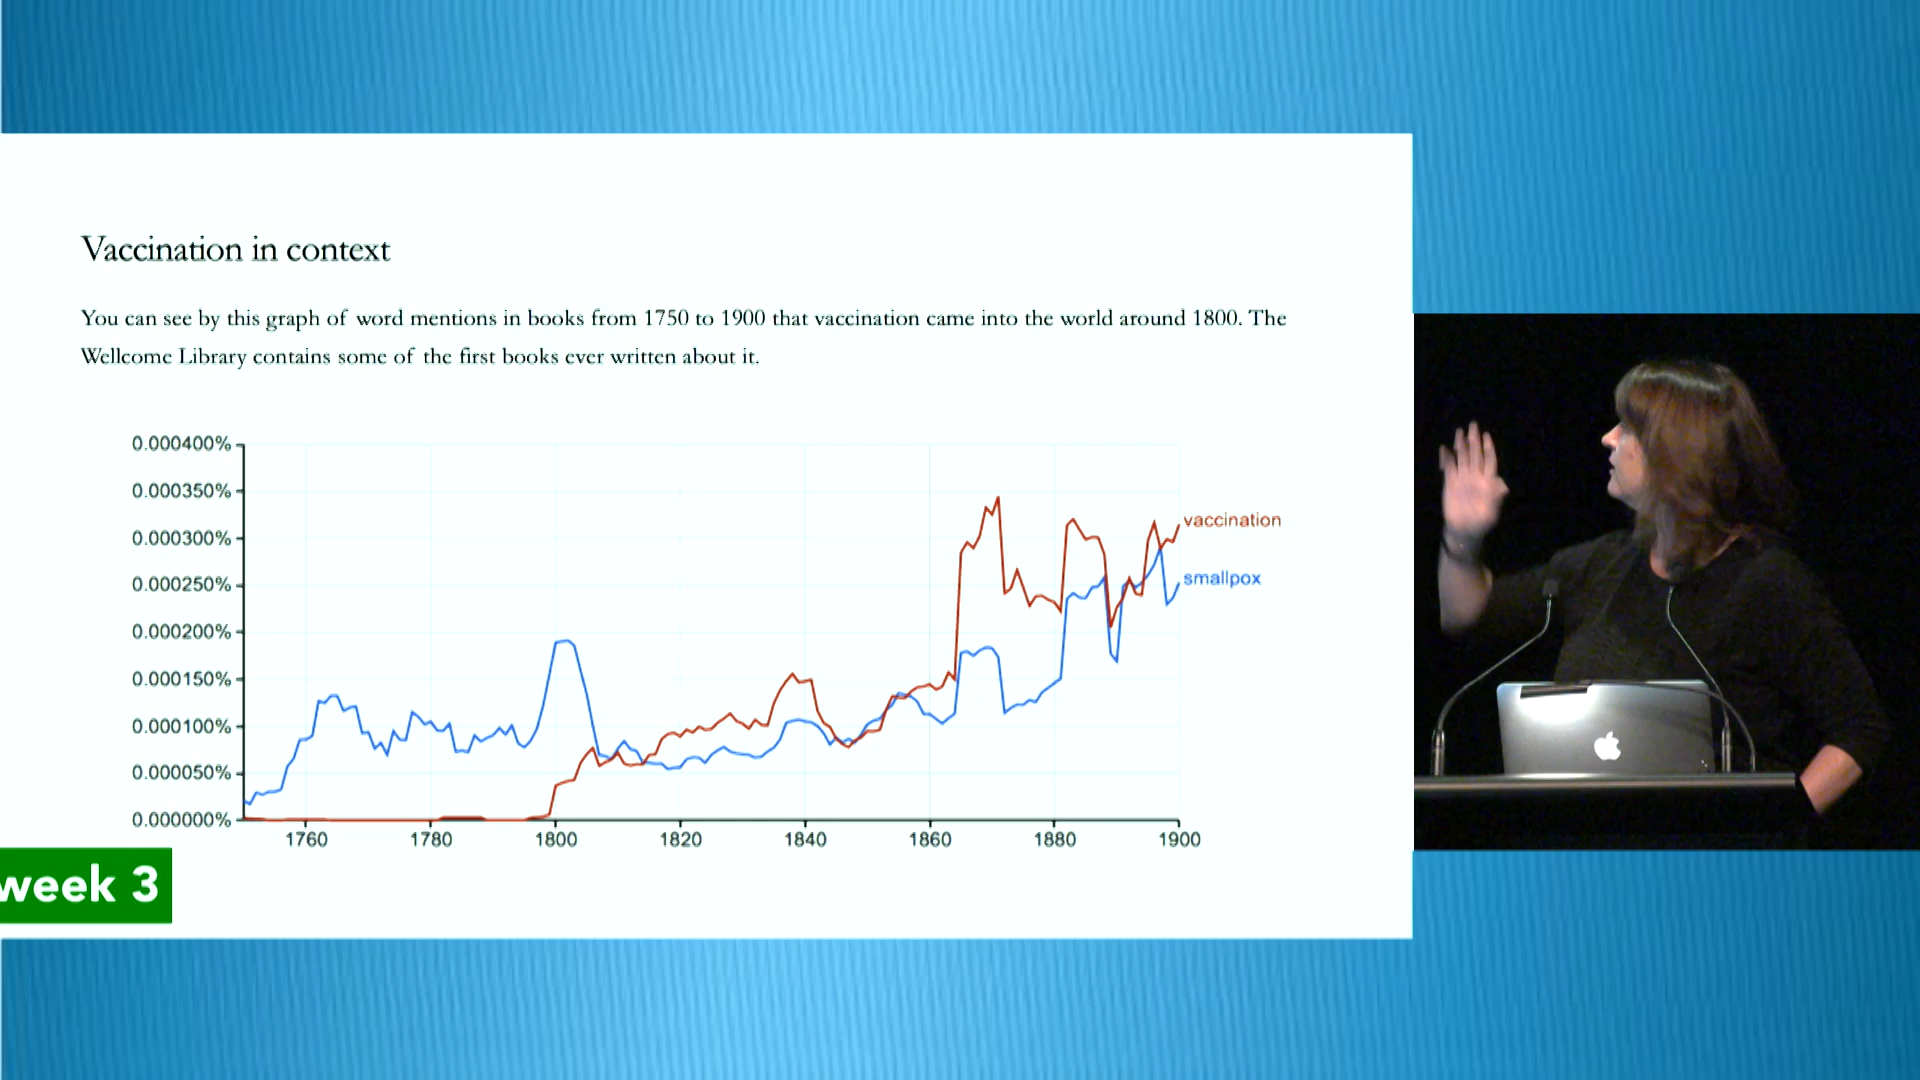 Vaccination in context
You can see by this graph of word mentions in books from 1750 to 1900 that vaccination came into the world around 1800. The
Wellcome Library contains some of the first books ever written about it.
0.000400%
0.000350%
0.000300%
0.000250%
0.000200%
0.000150%
0.000100%
0.000050%
0.000000%
vaccination
smallpox
1760 1780 1800 1820 1840 1860 1880 1900
week 3